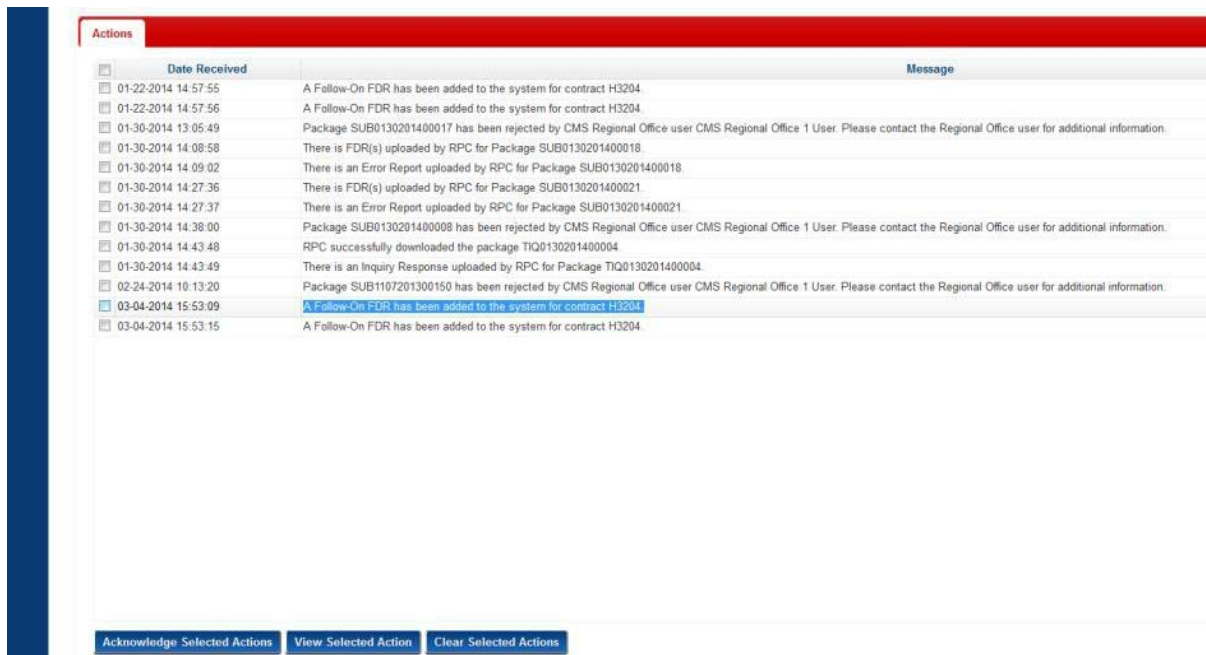 Actions
Date Received Message
01-22-2014 14:57:55 A Follow-On FDR has been added to the system for contract H3204.
01-22-2014 14:57:56 A Follow-On FDR has been added to the system for contract H3204.
01-30-2014 13:05:49 Package SUB0130201400017 has been rejected by CMS Regional Office user CMS Regional Office 1 User. Please contact the Regional Office user for additional information.
01-30-2014 14:08:58 There is FDR(s) uploaded by RPC for Package SUB0130201400018.
01-30-2014 14:09:02 There is an Error Report uploaded by RPC for Package SUB0130201400018.
01-30-2014 14:27:36 There is FDR(s) uploaded by RPC for Package SUB0130201400021.
01-30-2014 14:27:37 There is an Error Report uploaded by RPC for Package SUB0130201400021.
01-30-2014 14:38:00 Package SUB0130201400008 has been rejected by CMS Regional Office user CMS Regional Office 1 User. Please contact the Regional Office user for additional information.
01-30-2014 14:43:48 RPC successfully downloaded the package TIQ0130201400004.
01-30-2014 14:43:49 There is an Inquiry Response uploaded by RPC for Package TIQ0130201400004.
02-24-2014 10:13:20 Package SUB1107201300150 has been rejected by CMS Regional Office user CMS Regional Office 1 User. Please contact the Regional Office user for additional information.
03-04-2014 15:53:09 A Follow-On FDR has been added to the system for contract H3204.
03-04-2014 15:53:15 A Follow-On FDR has been added to the system for contract H3204.
Acknowledge Selected Actions View Selected Action Clear Selected Actions